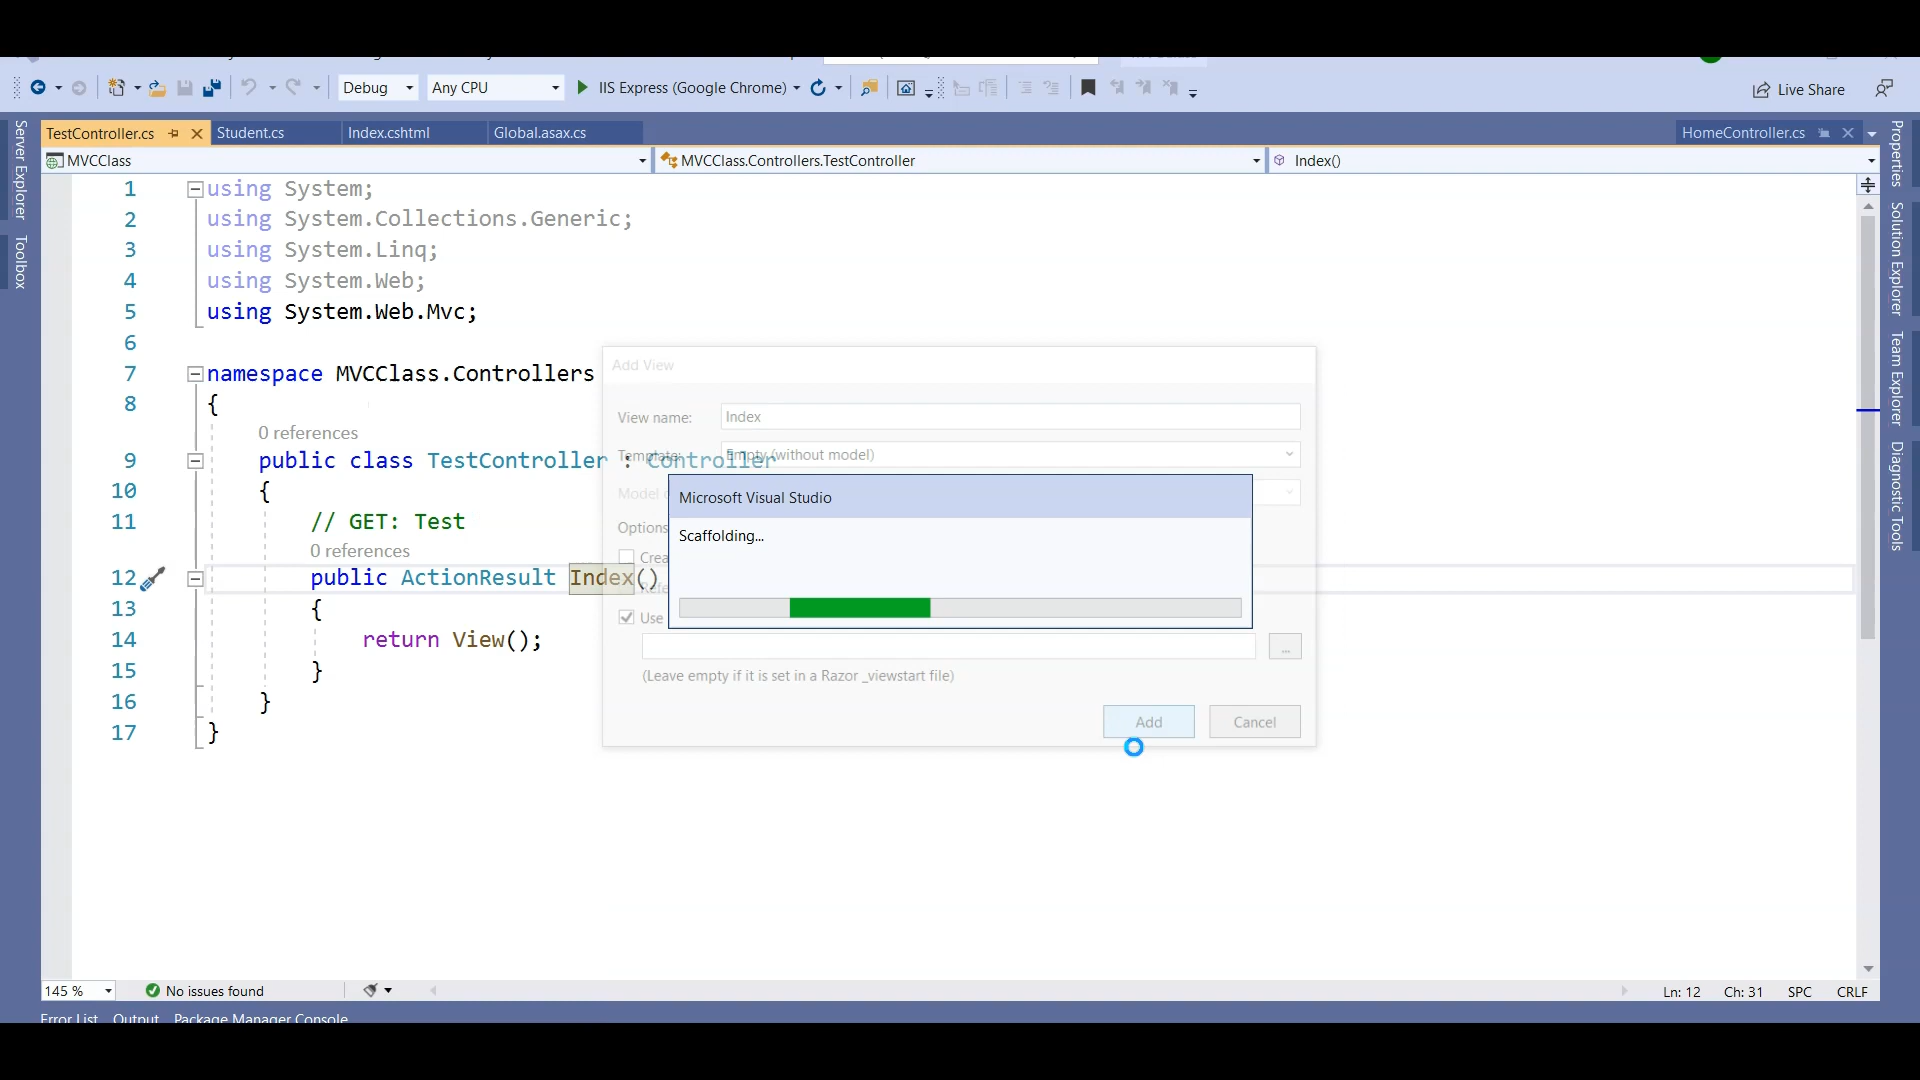 Debug
Any CPU
IIS Express (Google Chrome)
Live Share
TestController.cs
Student.cs
Index.cshtml
Global.asax.cs
HomeController.cs
MVCClass
MVCClass.Controllers.TestController
Index()
Server Explorer
Toolbox
Properties
Solution Explorer
Team Explorer
Diagnostic Tools
1 using System;
2 using System.Collections.Generic;
3 using System.Linq;
4 using System.Web;
5 using System.Web.Mvc;
6
7 namespace MVCClass.Controllers
8 {
0 references
9 public class TestController : Controller
10 {
11 // GET: Test
0 references
12 public ActionResult Index()
13 {
14 return View();
15 }
16 }
17 }
Add View
View name: Index
Template: Empty (without model)
Model
Options
Microsoft Visual Studio
Scaffolding...
Use
...
(Leave empty if it is set in a Razor _viewstart file)
Add
Cancel
145 %
No issues found
Ln: 12
Ch: 31
SPC
CRLF
Error List
Output
Package Manager Console